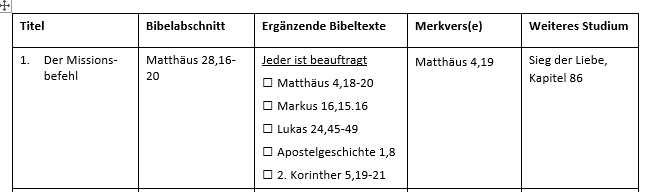 Titel
Bibelabschnitt
Ergänzende Bibeltexte
Merkvers(e)
Weiteres Studium
1. Der Missions-
befehl
Matthäus 28,16-
20
Jeder ist beauftragt
☐ Matthäus 4,18-20
☐ Markus 16,15.16
☐ Lukas 24,45-49
☐ Apostelgeschichte 1,8
☐ 2. Korinther 5,19-21
Matthäus 4,19
Sieg der Liebe,
Kapitel 86